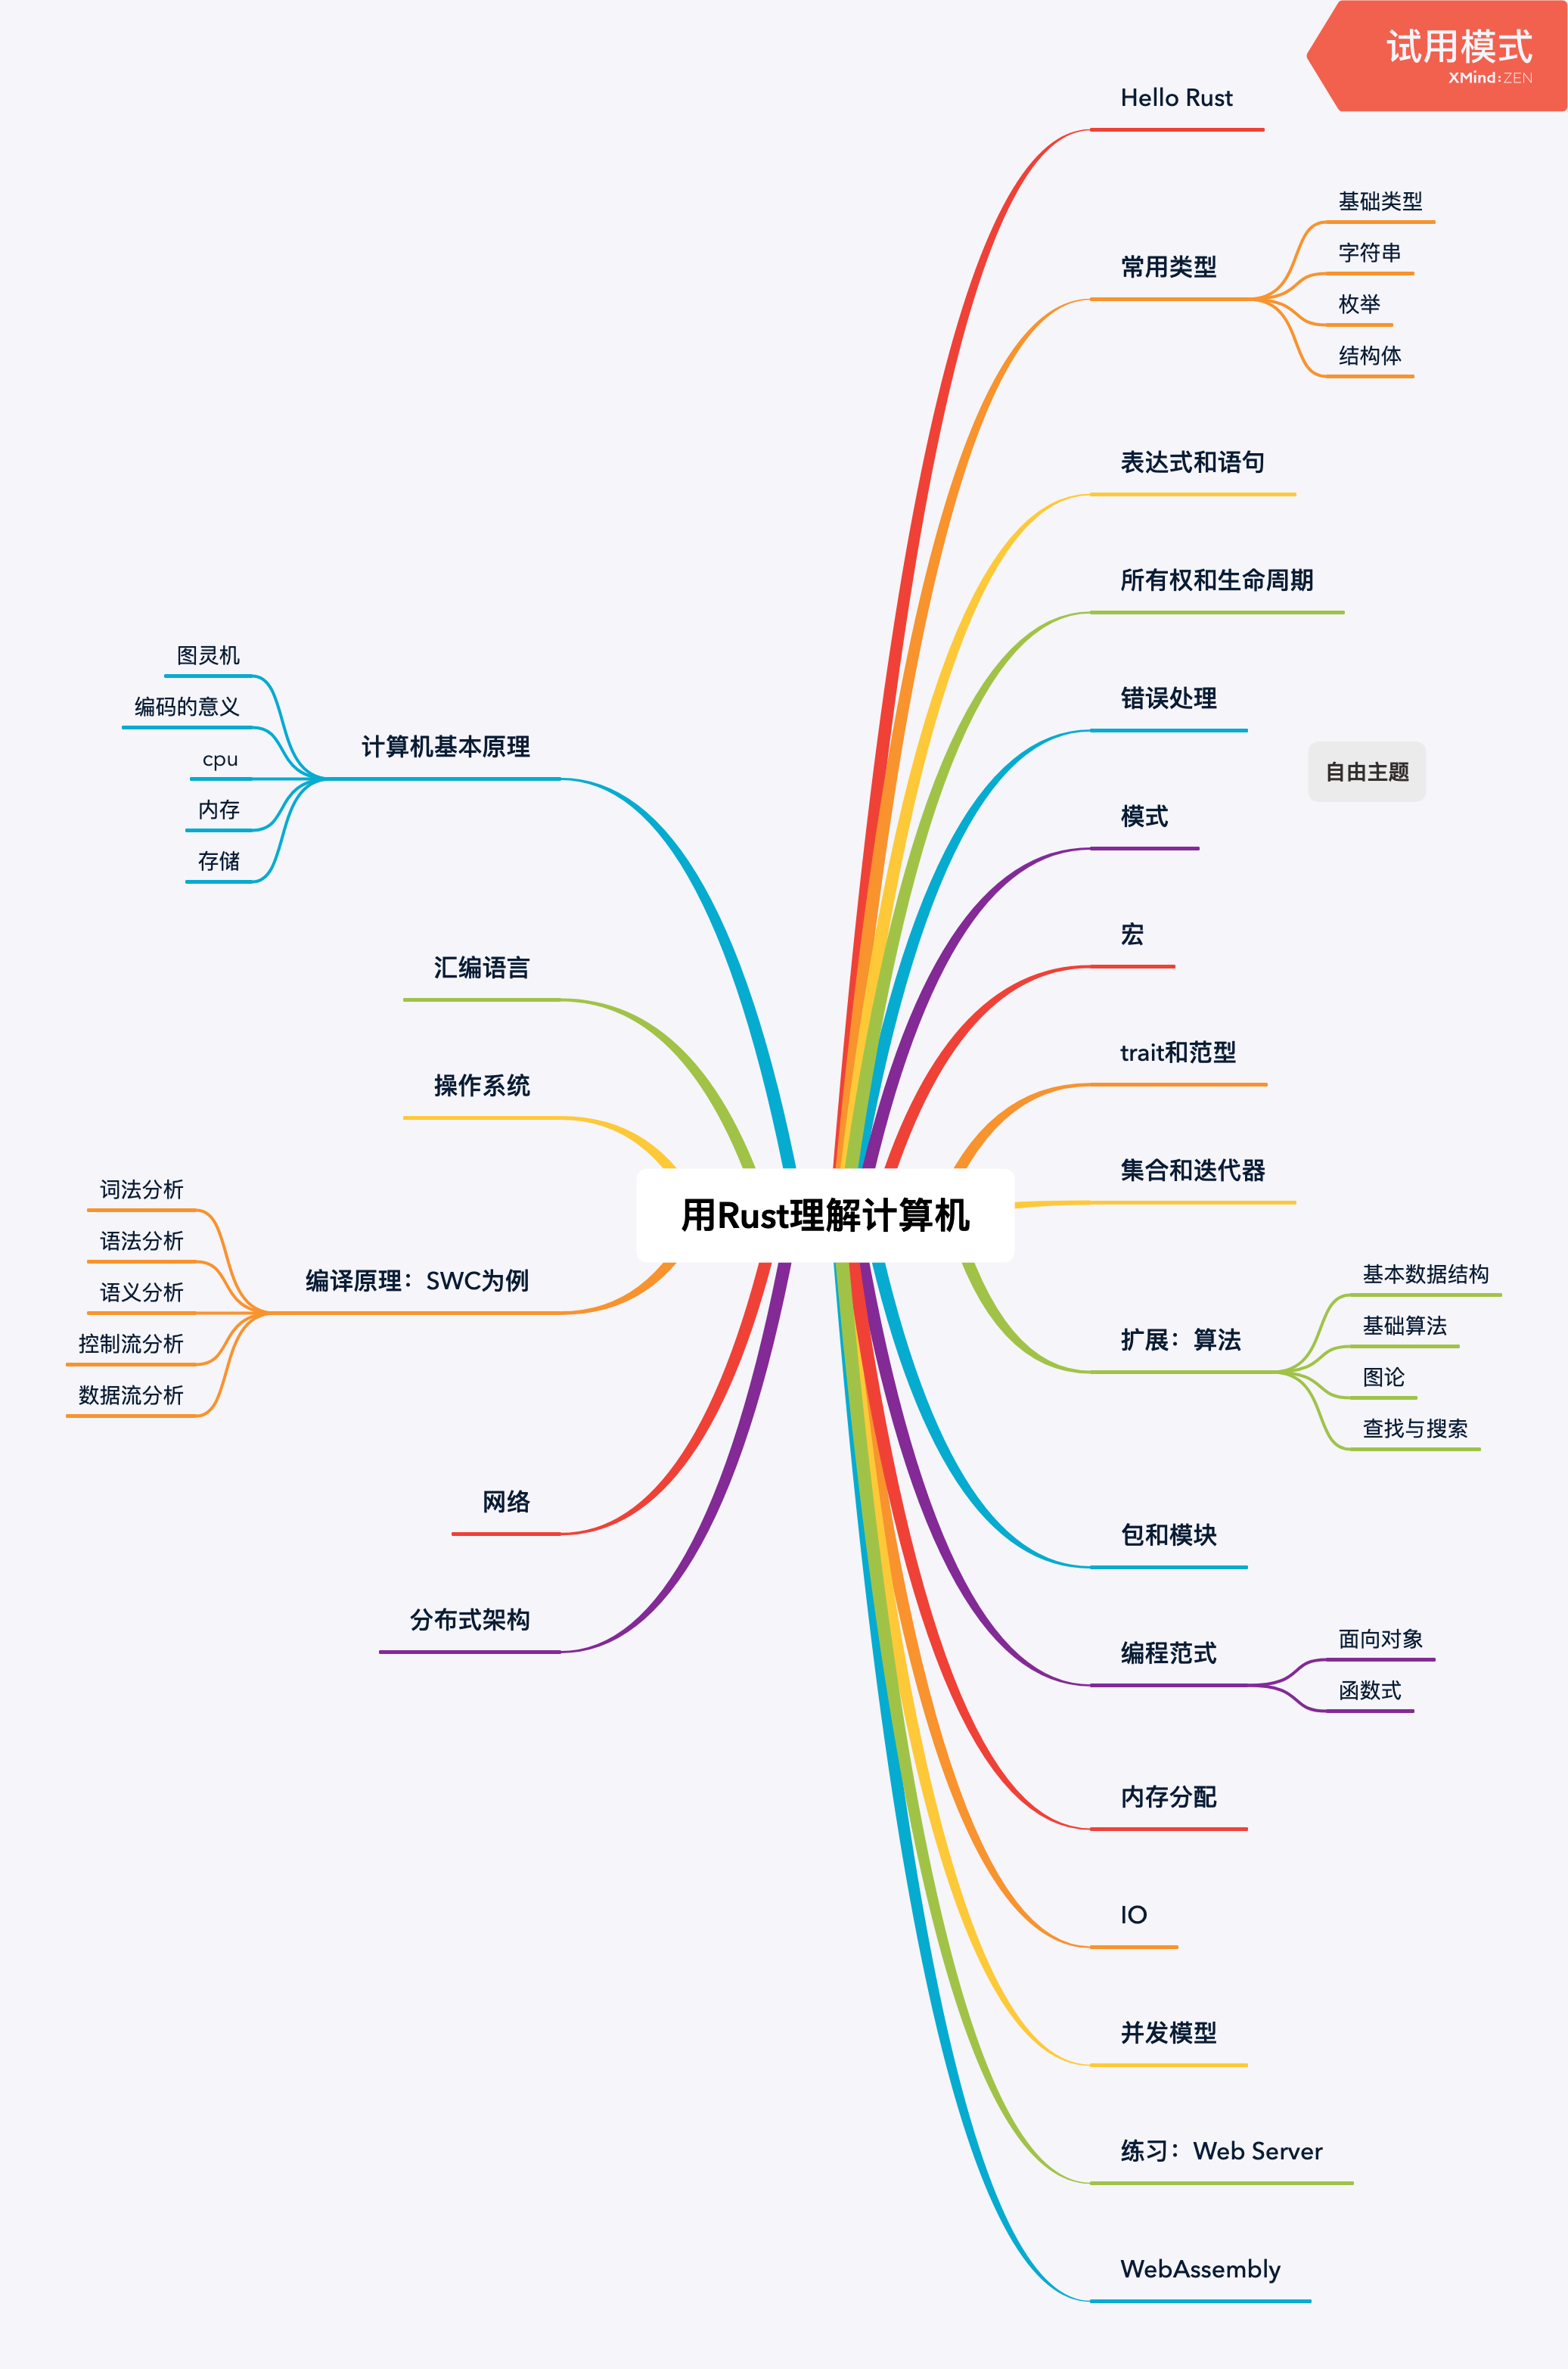 试用模式
XMind:ZEN
Hello Rust
常用类型
基础类型
字符串
枚举
结构体
表达式和语句
所有权和生命周期
错误处理
自由主题
模式
宏
trait和范型
集合和迭代器
用Rust理解计算机
扩展：算法
基本数据结构
基础算法
图论
查找与搜索
包和模块
编程范式
面向对象
函数式
内存分配
IO
并发模型
练习：Web Server
WebAssembly
计算机基本原理
图灵机
编码的意义
cpu
内存
存储
汇编语言
操作系统
编译原理：SWC为例
词法分析
语法分析
语义分析
控制流分析
数据流分析
网络
分布式架构